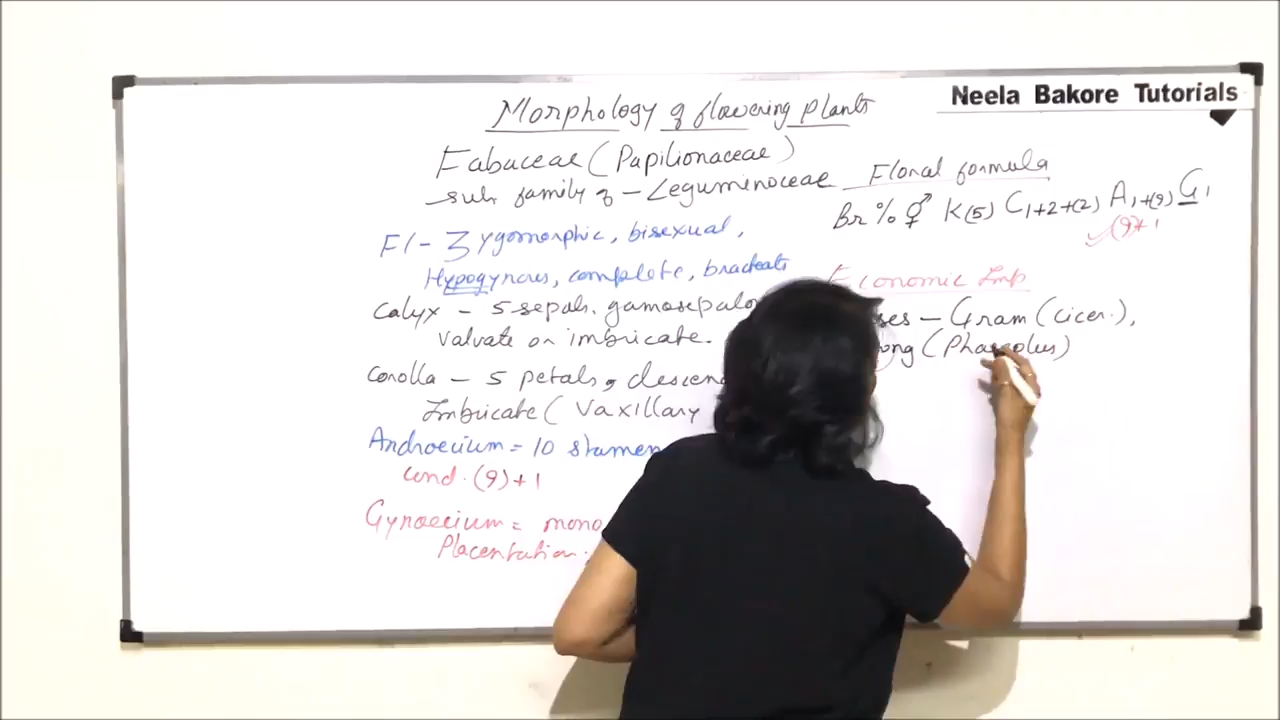 Neela Bakore Tutorials
Morphology of flowering plants
Fabaceae (Papilionaceae)
sub family of - Leguminoceae
Fl - Zygomorphic, bisexual,
Hypogynous, complete, bracteate
Calyx - 5 sepals, gamosepalo
Valvate or imbricate.
Corolla - 5 petals, descend
Imbricate (Vaxillary
Androecium = 10 stamen
cond. (9)+1
Gynoecium = mono
Placentation.
Floral formula
Br % ⚥ K(5) C1+2+(2) A1+(9) G1
(9)+1
Economic Imp
ses - Gram (Cicer.),
ong (Phaseolus)